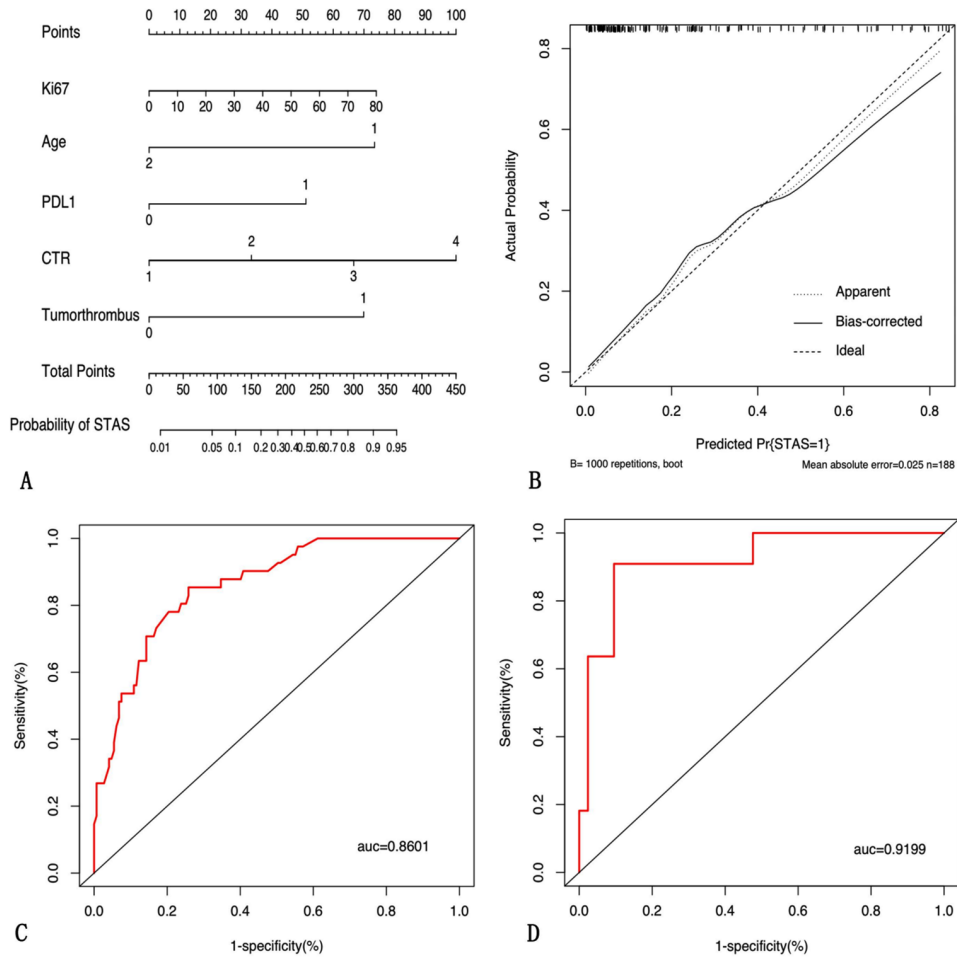 Points
0 10 20 30 40 50 60 70 80 90 100
Ki67
0 10 20 30 40 50 60 70 80
Age
1
2
PDL1
1
0
CTR
2 4
1 3
Tumorthrombus
1
0
Total Points
0 50 100 150 200 250 300 350 400 450
Probability of STAS
0.01 0.05 0.1 0.2 0.3 0.4 0.5 0.6 0.7 0.8 0.9 0.95
A
Actual Probability
0.8
0.6
0.4
0.2
0.0
Apparent
Bias-corrected
Ideal
0.0 0.2 0.4 0.6 0.8
Predicted Pr{STAS=1}
B= 1000 repetitions, boot
Mean absolute error=0.025 n=188
B
Sensitivity(%)
1.0
0.8
0.6
0.4
0.2
0.0
auc=0.8601
0.0 0.2 0.4 0.6 0.8 1.0
1-specificity(%)
C
Sensitivity(%)
1.0
0.8
0.6
0.4
0.2
0.0
auc=0.9199
0.0 0.2 0.4 0.6 0.8 1.0
1-specificity(%)
D